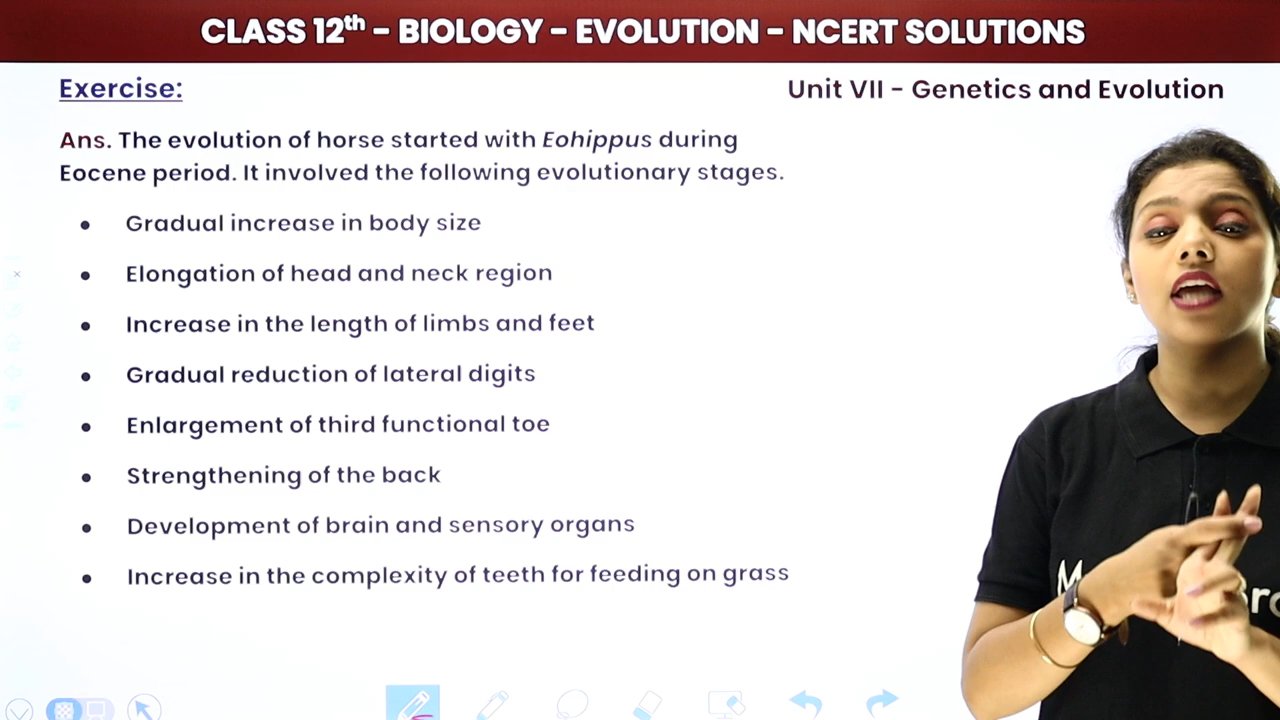 CLASS 12th – BIOLOGY – EVOLUTION – NCERT SOLUTIONS
Exercise:
Unit VII – Genetics and Evolution
Ans. The evolution of horse started with Eohippus during
Eocene period. It involved the following evolutionary stages.
• Gradual increase in body size
• Elongation of head and neck region
• Increase in the length of limbs and feet
• Gradual reduction of lateral digits
• Enlargement of third functional toe
• Strengthening of the back
• Development of brain and sensory organs
• Increase in the complexity of teeth for feeding on grass